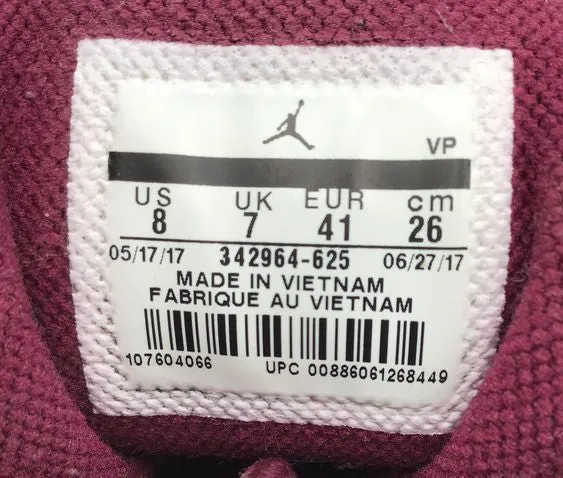 VP
US UK EUR cm
8 7 41 26
05/17/17 342964-625 06/27/17
MADE IN VIETNAM
FABRIQUE AU VIETNAM
107604066 UPC 00886061268449